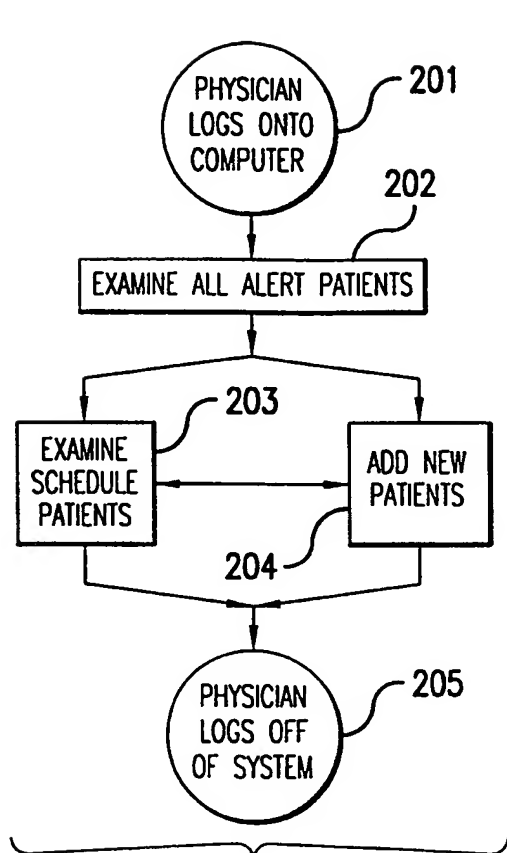 PHYSICIAN
LOGS ONTO
COMPUTER
201
202
EXAMINE ALL ALERT PATIENTS
203
EXAMINE
SCHEDULE
PATIENTS
ADD NEW
PATIENTS
204
PHYSICIAN
LOGS OFF
OF SYSTEM
205